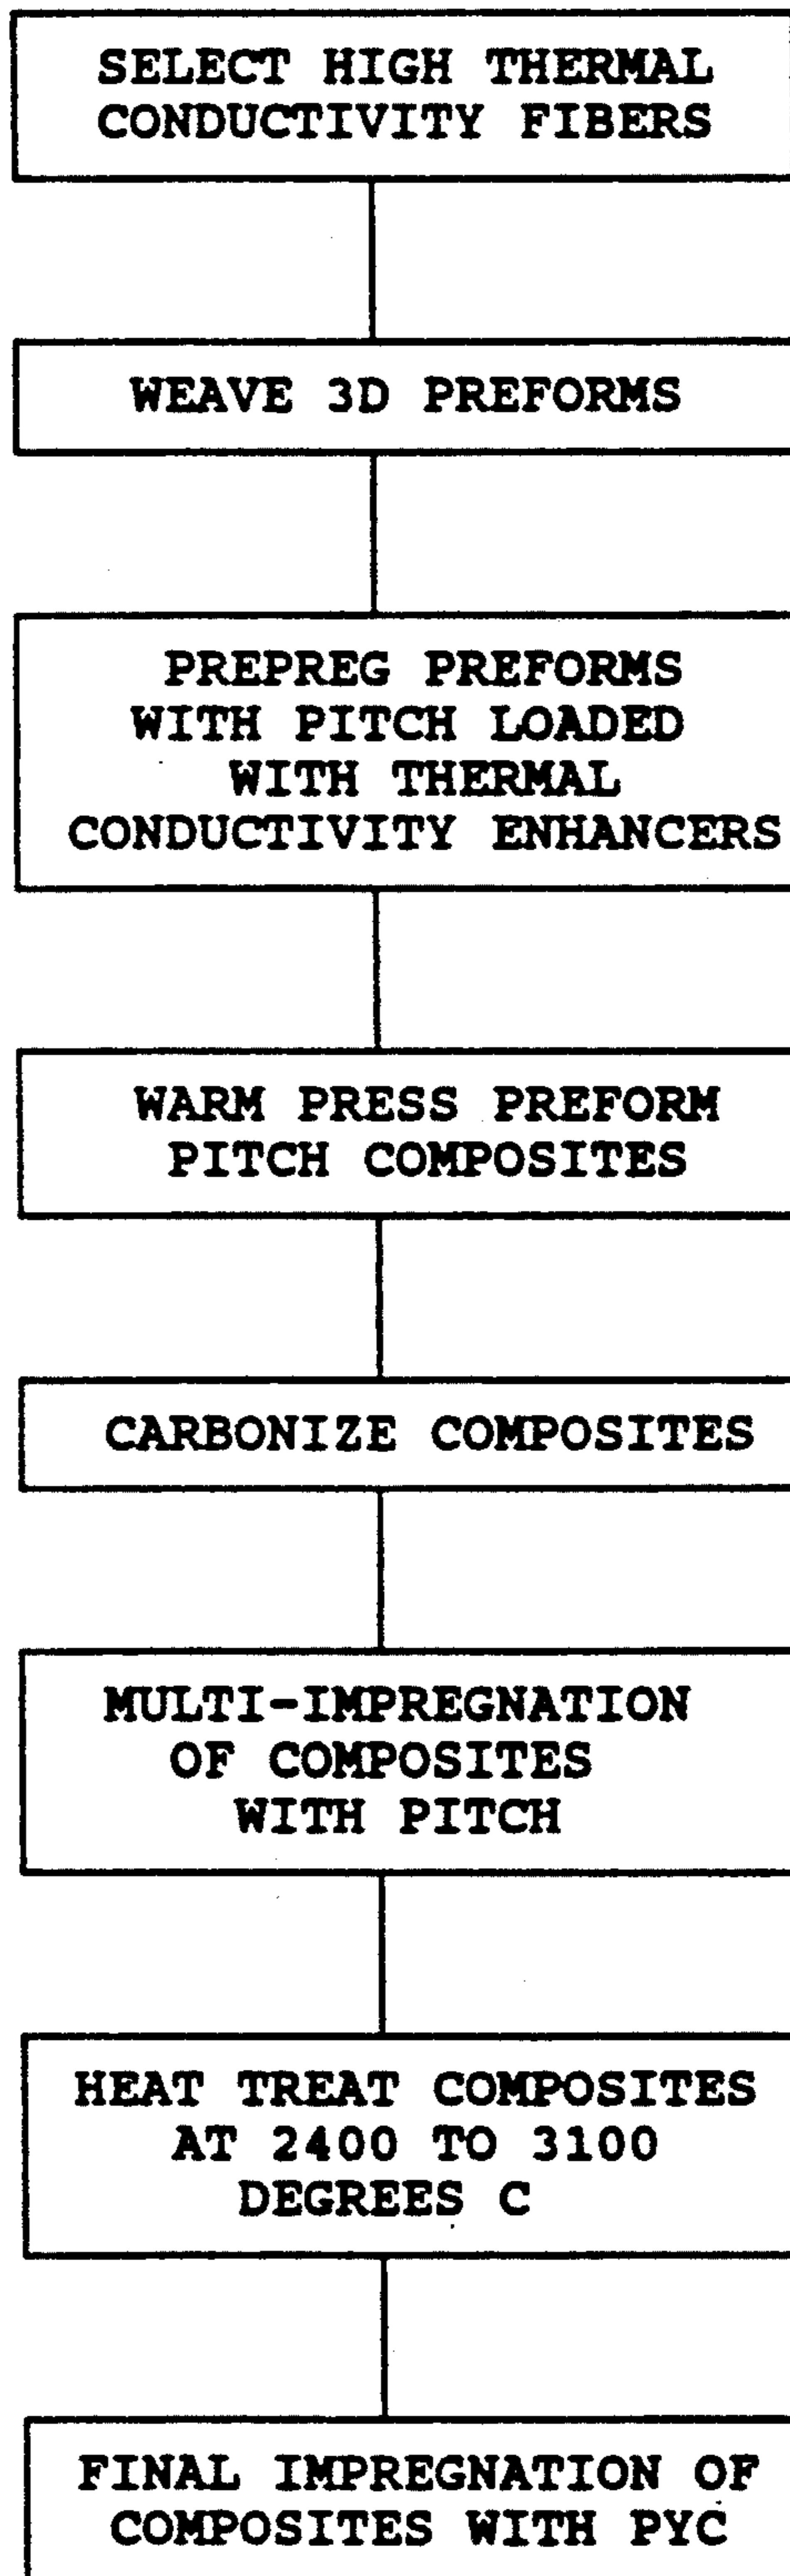 SELECT HIGH THERMAL
CONDUCTIVITY FIBERS
WEAVE 3D PREFORMS
PREPREG PREFORMS
WITH PITCH LOADED
WITH THERMAL
CONDUCTIVITY ENHANCERS
WARM PRESS PREFORM
PITCH COMPOSITES
CARBONIZE COMPOSITES
MULTI-IMPREGNATION
OF COMPOSITES
WITH PITCH
HEAT TREAT COMPOSITES
AT 2400 TO 3100
DEGREES C
FINAL IMPREGNATION OF
COMPOSITES WITH PYC